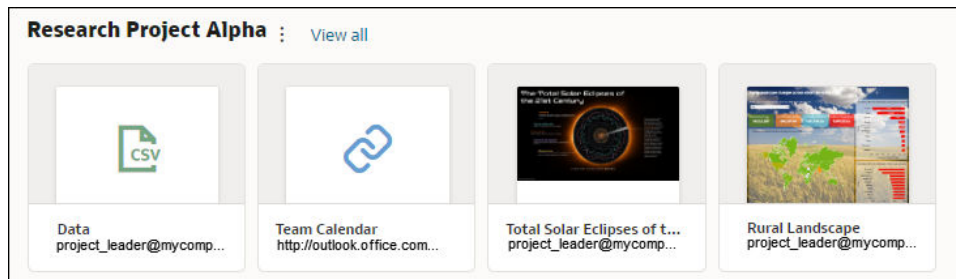 Research Project Alpha
View all
CSV
The Total Solar Eclipses of
the 21st Century
Data
project_leader@mycomp...
Team Calendar
http://outlook.office.com...
Total Solar Eclipses of t...
project_leader@mycomp...
Rural Landscape
project_leader@mycomp...